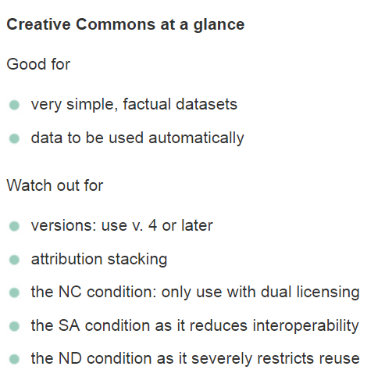 Creative Commons at a glance
Good for
very simple, factual datasets
data to be used automatically
Watch out for
versions: use v. 4 or later
attribution stacking
the NC condition: only use with dual licensing
the SA condition as it reduces interoperability
the ND condition as it severely restricts reuse